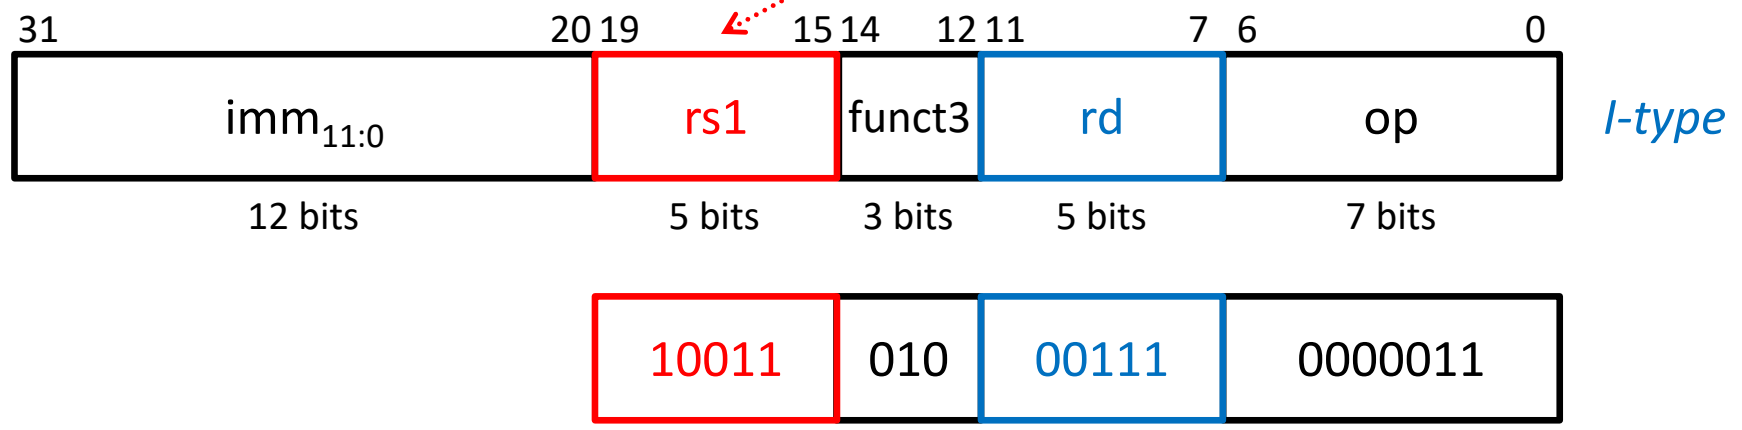 31 20 19 15 14 12 11 7 6 0
imm11:0 rs1 funct3 rd op I-type
12 bits 5 bits 3 bits 5 bits 7 bits
10011 010 00111 0000011